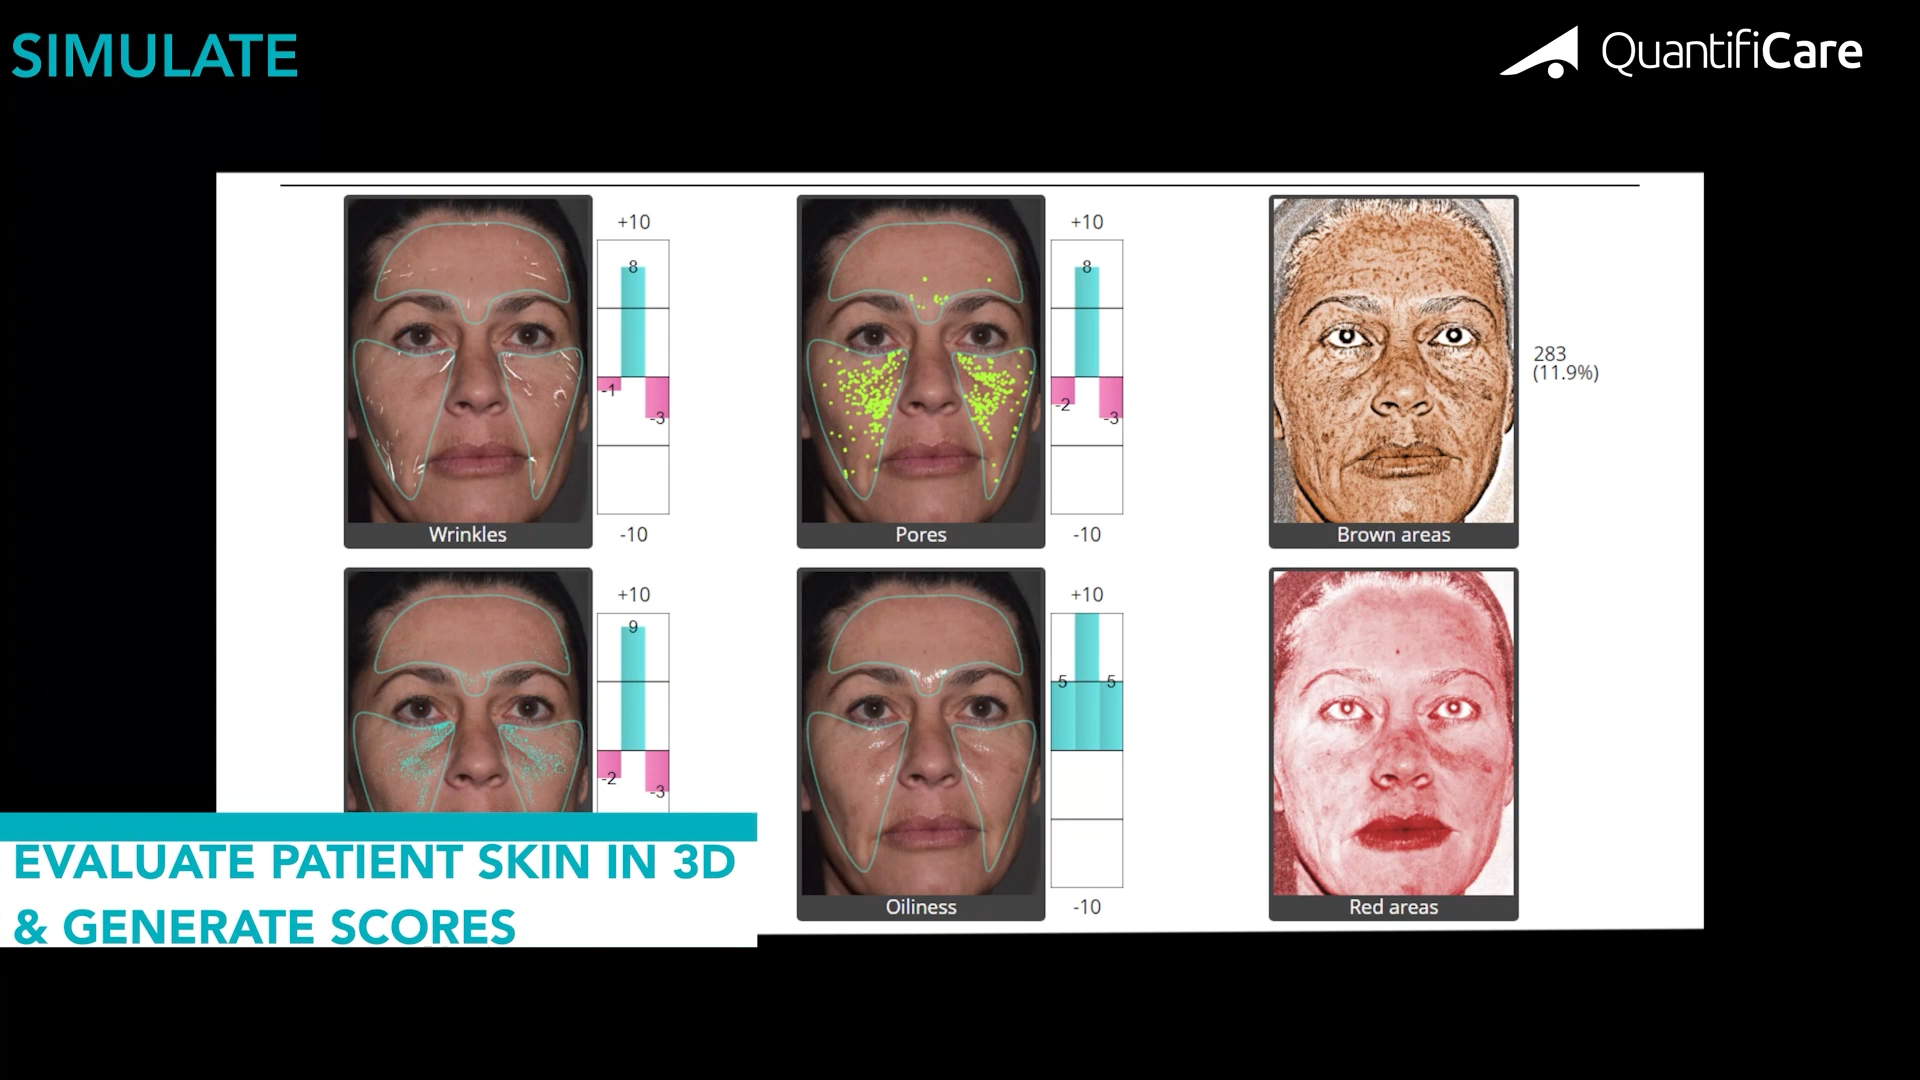 SIMULATE
QuantifiCare
+10
8
-1
-3
-10
Wrinkles
+10
8
-2
-3
-10
Pores
283
(11.9%)
Brown areas
+10
9
-2
-3
+10
5
5
-10
Oiliness
Red areas
EVALUATE PATIENT SKIN IN 3D
& GENERATE SCORES